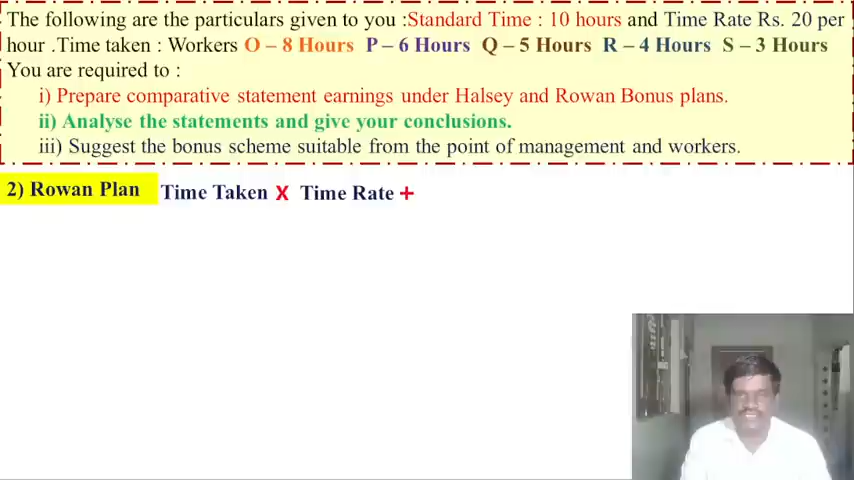 The following are the particulars given to you :Standard Time : 10 hours and Time Rate Rs. 20 per
hour .Time taken : Workers O – 8 Hours P – 6 Hours Q – 5 Hours R – 4 Hours S – 3 Hours
You are required to :
i) Prepare comparative statement earnings under Halsey and Rowan Bonus plans.
ii) Analyse the statements and give your conclusions.
iii) Suggest the bonus scheme suitable from the point of management and workers.
2) Rowan Plan Time Taken X Time Rate +